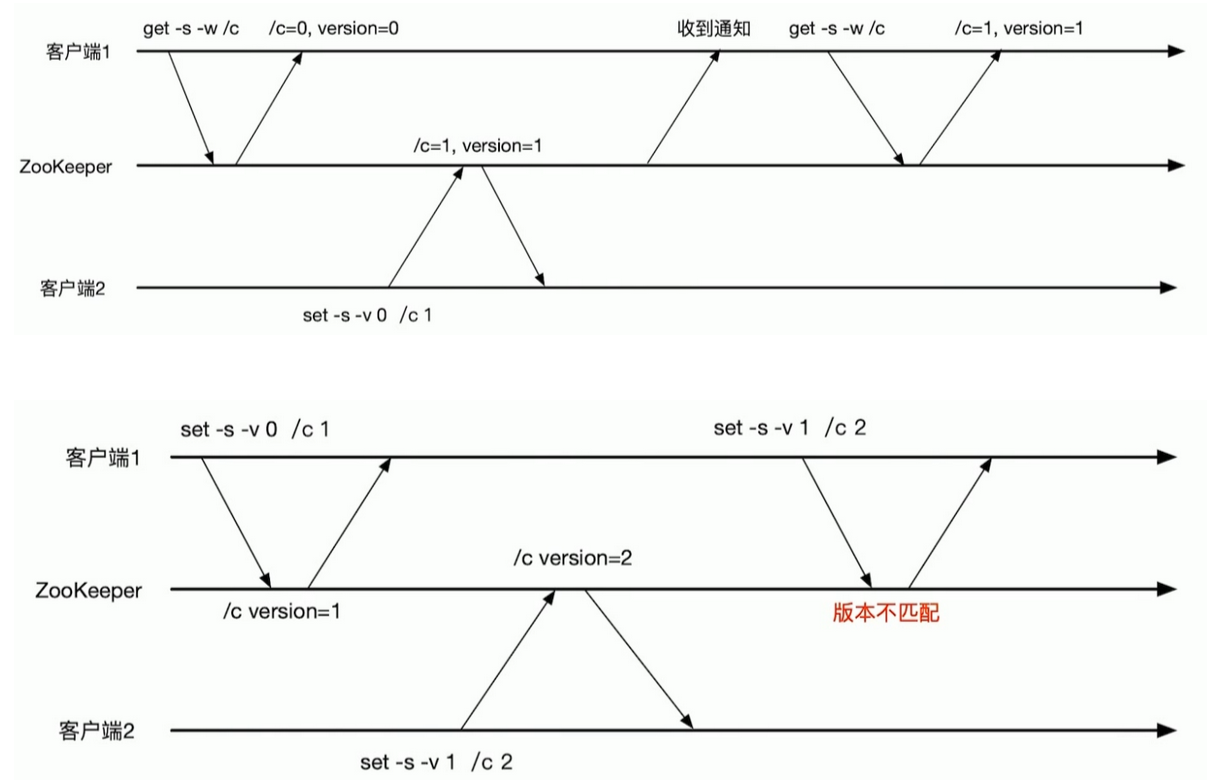 get -s -w /c
/c=0, version=0
收到通知
get -s -w /c
/c=1, version=1
客户端1
/c=1, version=1
ZooKeeper
客户端2
set -s -v 0 /c 1
set -s -v 0 /c 1
set -s -v 1 /c 2
客户端1
/c version=2
ZooKeeper
/c version=1
版本不匹配
客户端2
set -s -v 1 /c 2